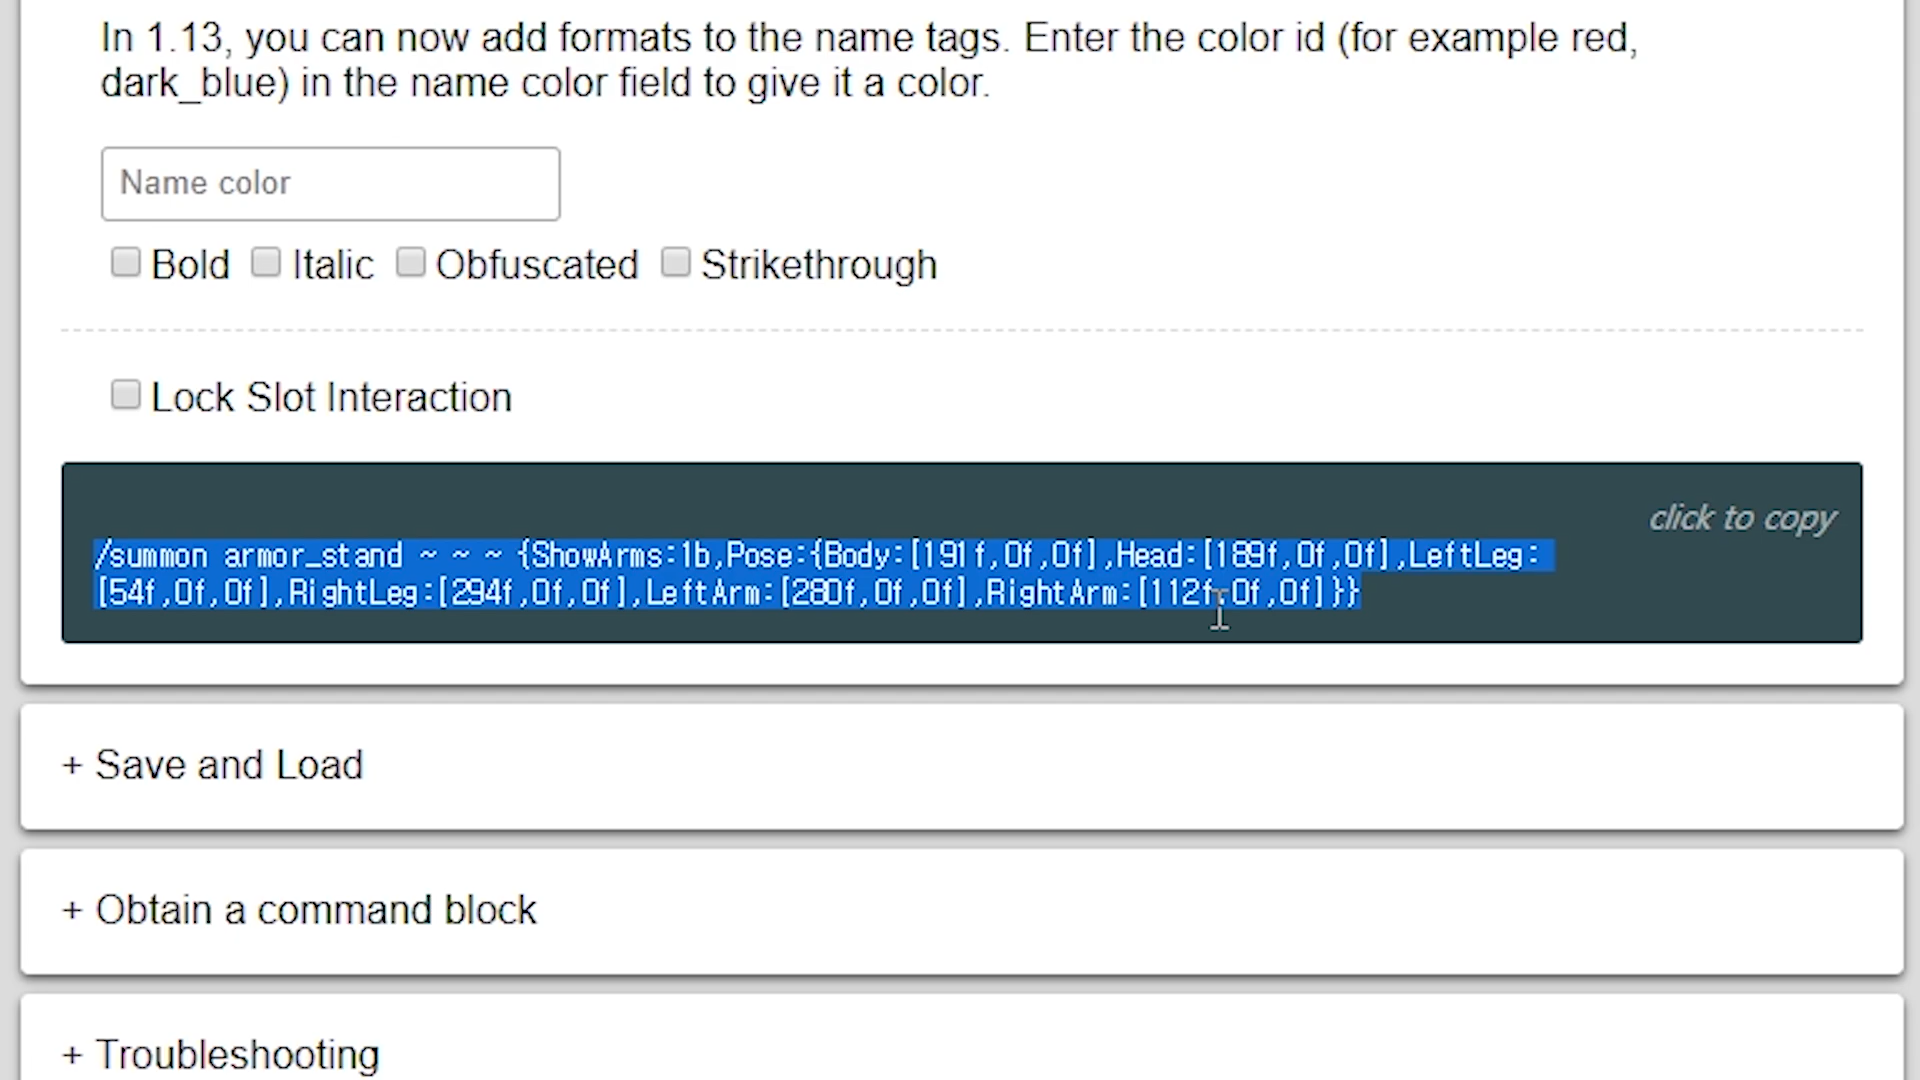 In 1.13, you can now add formats to the name tags. Enter the color id (for example red,
dark_blue) in the name color field to give it a color.
Name color
Bold Italic Obfuscated Strikethrough
Lock Slot Interaction
click to copy
/summon armor_stand ~ ~ ~ {ShowArms:1b,Pose:{Body:[191f,0f,0f],Head:[189f,0f,0f],LeftLeg:
[54f,0f,0f],RightLeg:[294f,0f,0f],LeftArm:[280f,0f,0f],RightArm:[112f,0f,0f]}}
+ Save and Load
+ Obtain a command block
+ Troubleshooting